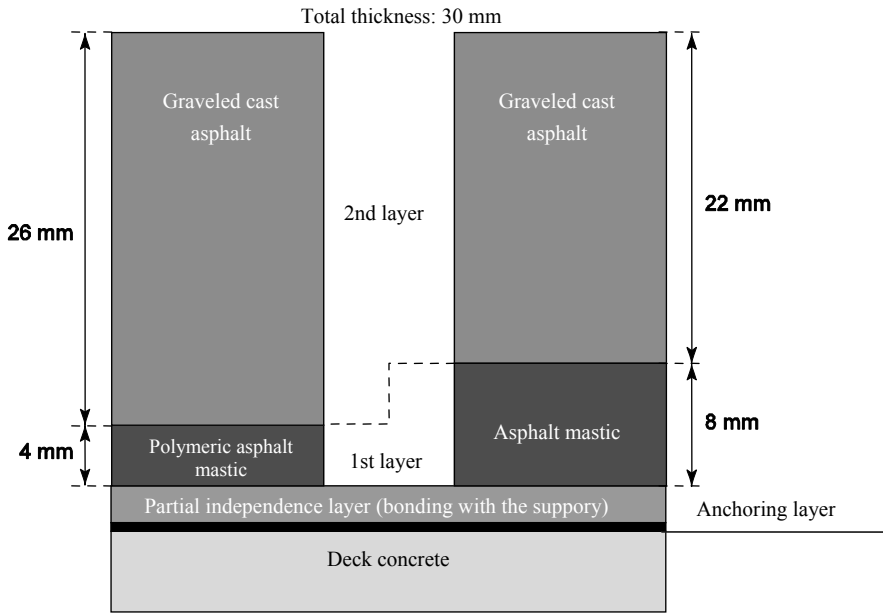 Total thickness: 30 mm
Graveled cast
asphalt
Graveled cast
asphalt
26 mm
2nd layer
22 mm
4 mm
Polymeric asphalt
mastic
1st layer
Asphalt mastic
8 mm
Partial independence layer (bonding with the suppory)
Anchoring layer
Deck concrete